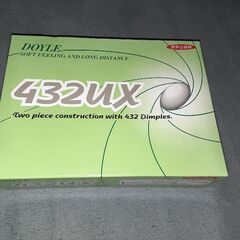 DOYLE
SOFT FEELING AND LONG DISTANCE
432UX
Two piece construction with 432 Dimples.